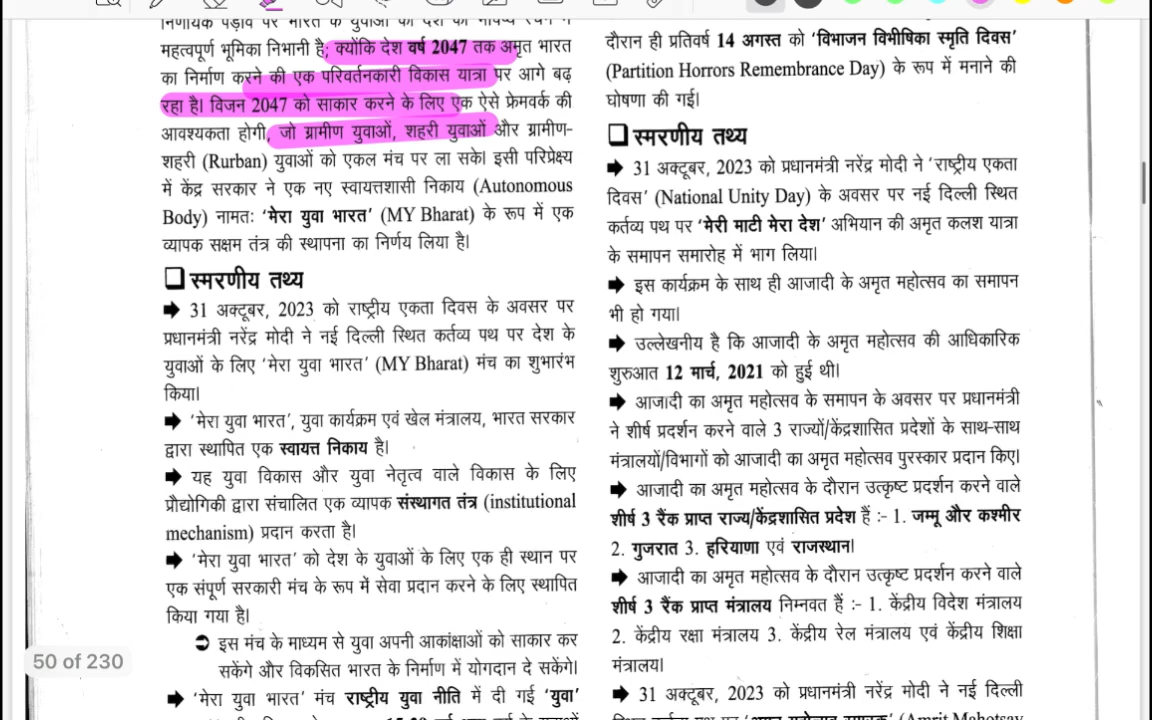 महत्वपूर्ण भूमिका निभानी है; क्योंकि देश वर्ष 2047 तक अमृत भारत
का निर्माण करने की एक परिवर्तनकारी विकास यात्रा पर आगे बढ़
रहा है। विजन 2047 को साकार करने के लिए एक ऐसे फ्रेमवर्क की
आवश्यकता होगी, जो ग्रामीण युवाओं, शहरी युवाओं और ग्रामीण-
शहरी (Rurban) युवाओं को एकल मंच पर ला सके। इसी परिप्रेक्ष्य
में केंद्र सरकार ने एक नए स्वायत्तशासी निकाय (Autonomous
Body) नामत: 'मेरा युवा भारत' (MY Bharat) के रूप में एक
व्यापक सक्षम तंत्र की स्थापना का निर्णय लिया है।
❑ स्मरणीय तथ्य
➡ 31 अक्टूबर, 2023 को राष्ट्रीय एकता दिवस के अवसर पर
प्रधानमंत्री नरेंद्र मोदी ने नई दिल्ली स्थित कर्तव्य पथ पर देश के
युवाओं के लिए 'मेरा युवा भारत' (MY Bharat) मंच का शुभारंभ
किया।
➡ 'मेरा युवा भारत', युवा कार्यक्रम एवं खेल मंत्रालय, भारत सरकार
द्वारा स्थापित एक स्वायत्त निकाय है।
➡ यह युवा विकास और युवा नेतृत्व वाले विकास के लिए
प्रौद्योगिकी द्वारा संचालित एक व्यापक संस्थागत तंत्र (institutional
mechanism) प्रदान करता है।
➡ 'मेरा युवा भारत' को देश के युवाओं के लिए एक ही स्थान पर
एक संपूर्ण सरकारी मंच के रूप में सेवा प्रदान करने के लिए स्थापित
किया गया है।
➲ इस मंच के माध्यम से युवा अपनी आकांक्षाओं को साकार कर
सकेंगे और विकसित भारत के निर्माण में योगदान दे सकेंगे।
➡ 'मेरा युवा भारत' मंच राष्ट्रीय युवा नीति में दी गई 'युवा'
50 of 230
दौरान ही प्रतिवर्ष 14 अगस्त को 'विभाजन विभीषिका स्मृति दिवस'
(Partition Horrors Remembrance Day) के रूप में मनाने की
घोषणा की गई।
❑ स्मरणीय तथ्य
➡ 31 अक्टूबर, 2023 को प्रधानमंत्री नरेंद्र मोदी ने 'राष्ट्रीय एकता
दिवस' (National Unity Day) के अवसर पर नई दिल्ली स्थित
कर्तव्य पथ पर 'मेरी माटी मेरा देश' अभियान की अमृत कलश यात्रा
के समापन समारोह में भाग लिया।
➡ इस कार्यक्रम के साथ ही आजादी के अमृत महोत्सव का समापन
भी हो गया।
➡ उल्लेखनीय है कि आजादी के अमृत महोत्सव की आधिकारिक
शुरुआत 12 मार्च, 2021 को हुई थी।
➡ आजादी का अमृत महोत्सव के समापन के अवसर पर प्रधानमंत्री
ने शीर्ष प्रदर्शन करने वाले 3 राज्यों/केंद्रशासित प्रदेशों के साथ-साथ
मंत्रालयों/विभागों को आजादी का अमृत महोत्सव पुरस्कार प्रदान किए।
➡ आजादी का अमृत महोत्सव के दौरान उत्कृष्ट प्रदर्शन करने वाले
शीर्ष 3 रैंक प्राप्त राज्य/केंद्रशासित प्रदेश हैं :- 1. जम्मू और कश्मीर
2. गुजरात 3. हरियाणा एवं राजस्थान।
➡ आजादी का अमृत महोत्सव के दौरान उत्कृष्ट प्रदर्शन करने वाले
शीर्ष 3 रैंक प्राप्त मंत्रालय निम्नवत हैं :- 1. केंद्रीय विदेश मंत्रालय
2. केंद्रीय रक्षा मंत्रालय 3. केंद्रीय रेल मंत्रालय एवं केंद्रीय शिक्षा
मंत्रालय।
➡ 31 अक्टूबर, 2023 को प्रधानमंत्री नरेंद्र मोदी ने नई दिल्ली